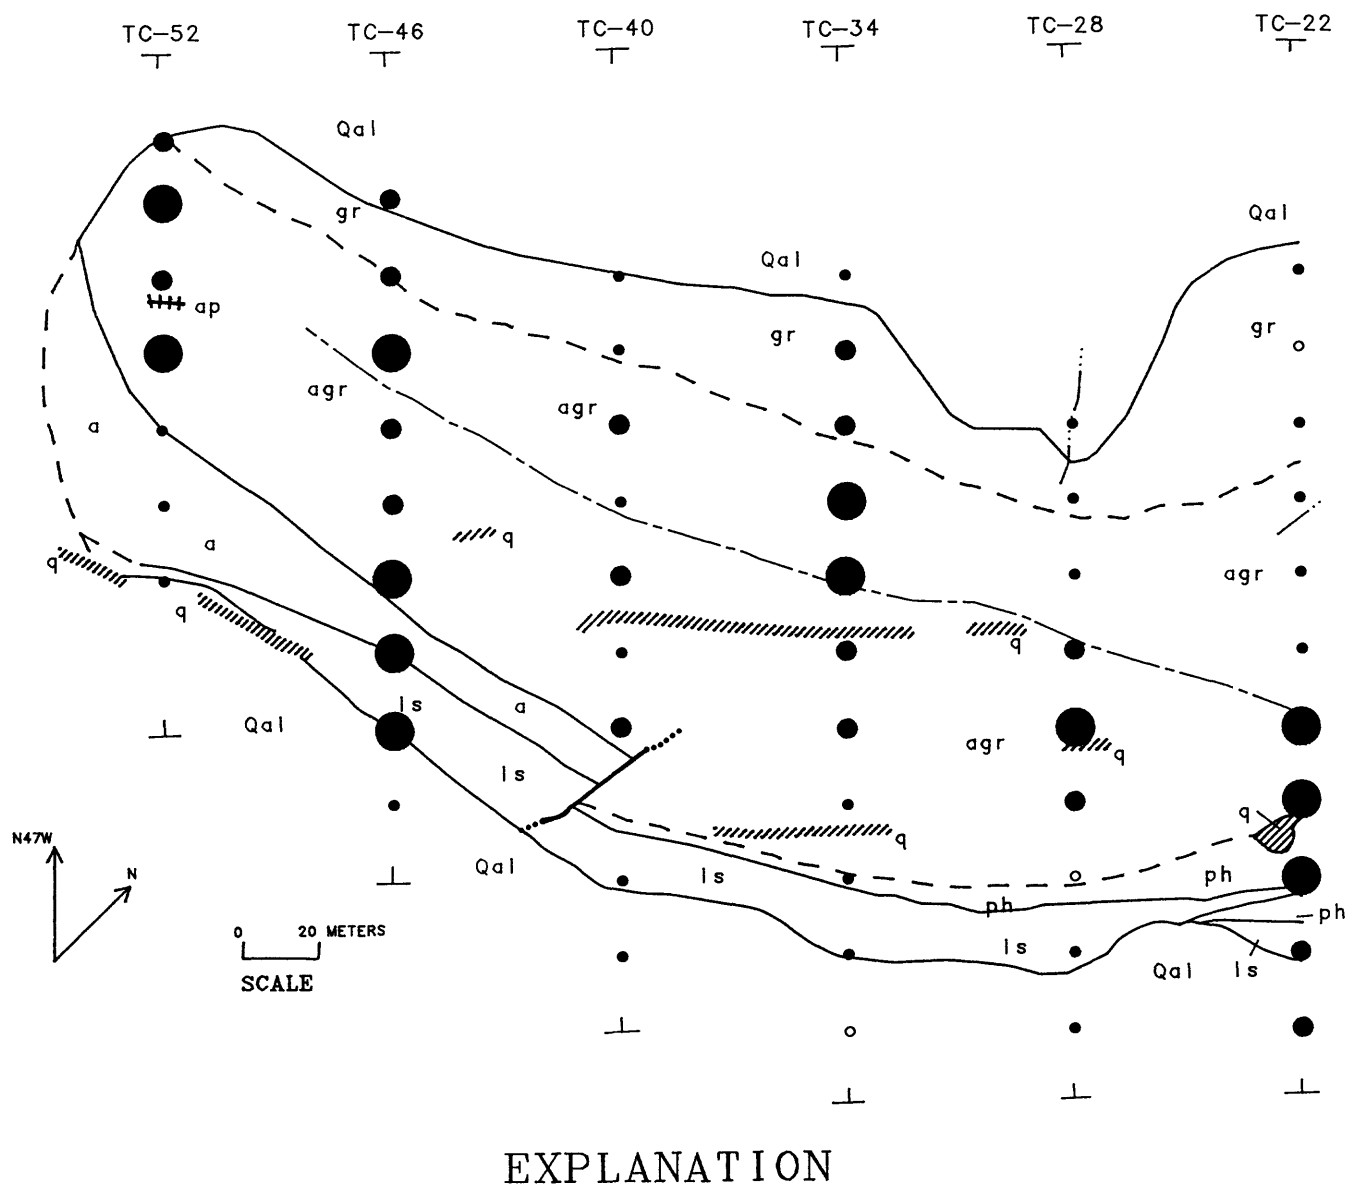 TC-52 TC-46 TC-40 TC-34 TC-28 TC-22
Qal
gr
Qal
Qal
gr
gr
ap
agr
agr
a
q
a
agr
q
q
q
ls
a
Qal
agr
q
ls
q
q
N47W
N
Qal
ls
ph
ph
ph
0 20 METERS
SCALE
ls
Qal
ls
EXPLANATION